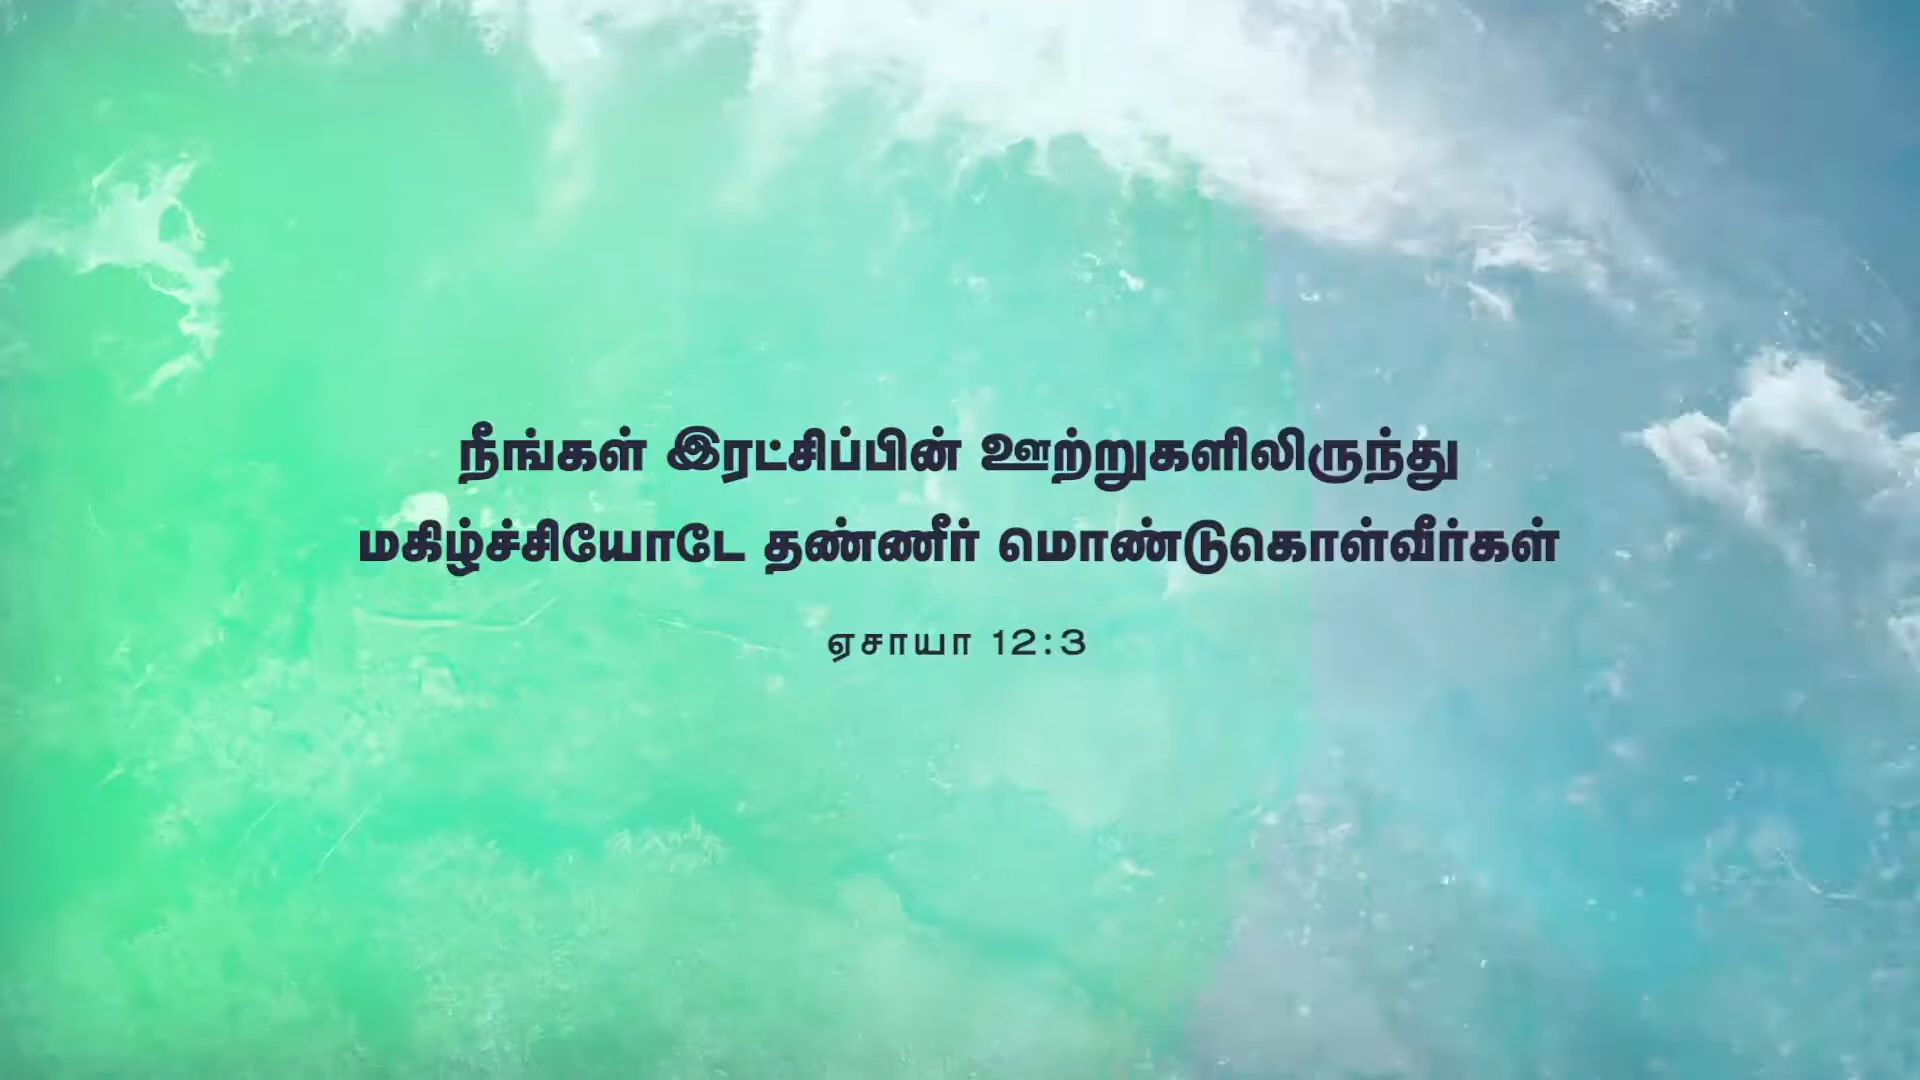 நீங்கள் இரட்சிப்பின் ஊற்றுகளிலிருந்து
மகிழ்ச்சியோடே தண்ணீர் மொண்டுகொள்வீர்கள்
ஏசாயா 12:3